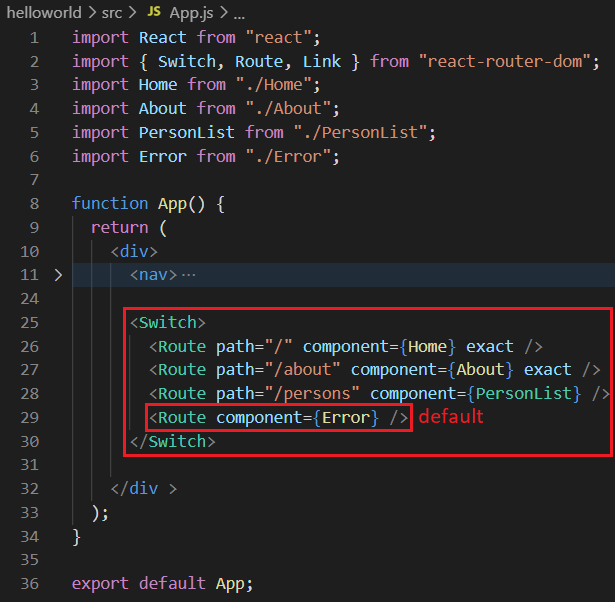 helloworld > src > JS App.js > ...
1 import React from "react";
2 import { Switch, Route, Link } from "react-router-dom";
3 import Home from "./Home";
4 import About from "./About";
5 import PersonList from "./PersonList";
6 import Error from "./Error";
7
8 function App() {
9 return (
10 <div>
11 > <nav>...
24
25 <Switch>
26 <Route path="/" component={Home} exact />
27 <Route path="/about" component={About} exact />
28 <Route path="/persons" component={PersonList} />
29 <Route component={Error} /> default
30 </Switch>
31
32 </div >
33 );
34 }
35
36 export default App;